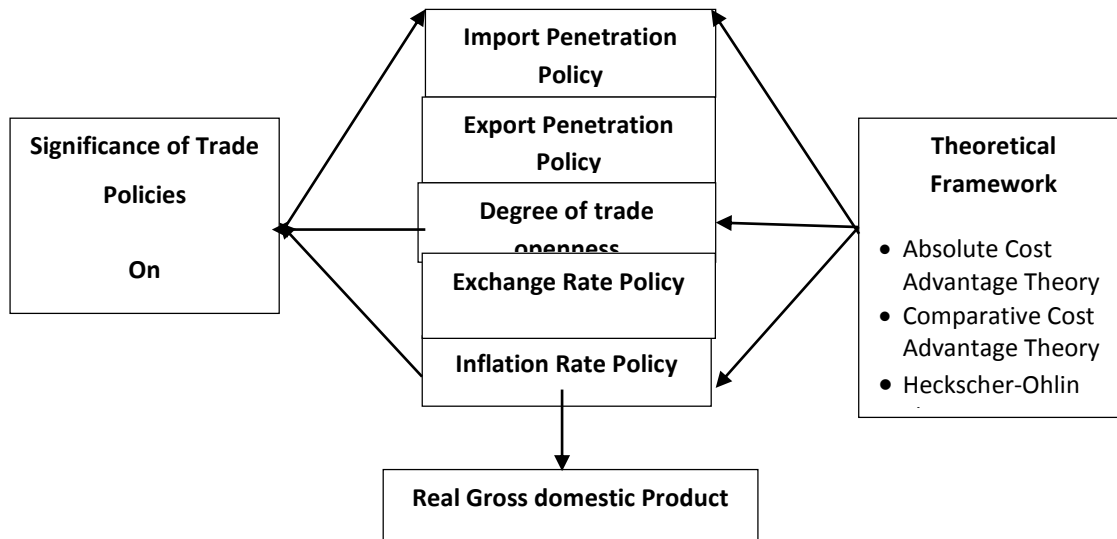 Import Penetration
Policy
Export Penetration
Policy
Degree of trade
openness
Exchange Rate Policy
Inflation Rate Policy
Significance of Trade
Policies
On
Theoretical
Framework
• Absolute Cost
Advantage Theory
• Comparative Cost
Advantage Theory
• Heckscher-Ohlin
Real Gross domestic Product